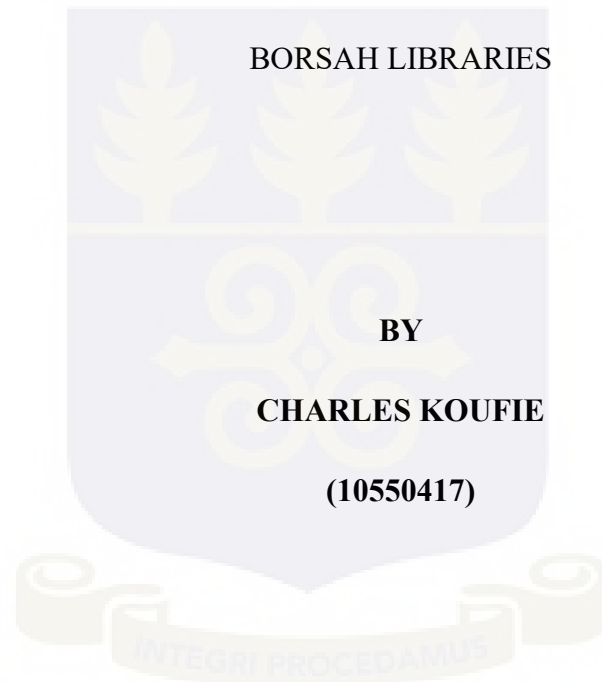 BORSAH LIBRARIES
BY
CHARLES KOUFIE
(10550417)
INTEGRI PROCEDAMUS